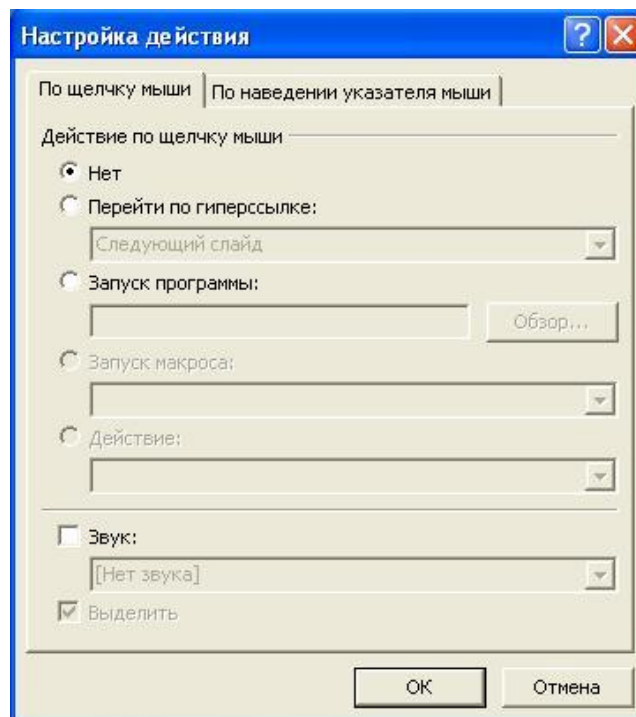 Настройка действия
По щелчку мыши По наведении указателя мыши
Действие по щелчку мыши
Нет
Перейти по гиперссылке:
Следующий слайд
Запуск программы:
Обзор...
Запуск макроса:
Действие:
Звук:
[Нет звука]
Выделить
ОК Отмена